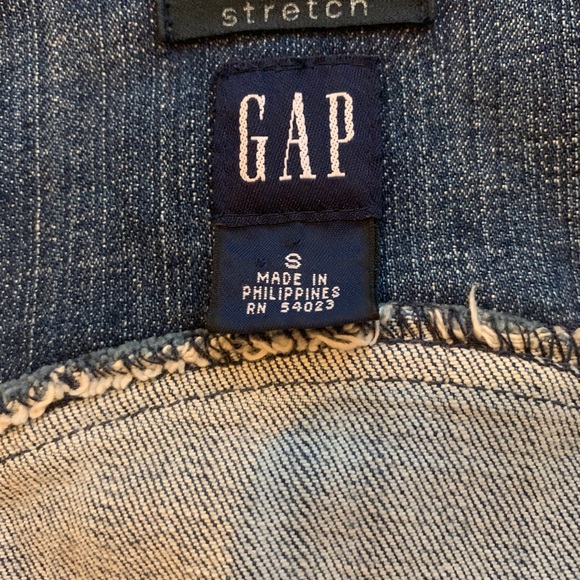 stretch
GAP
S
MADE IN
PHILIPPINES
RN 54023